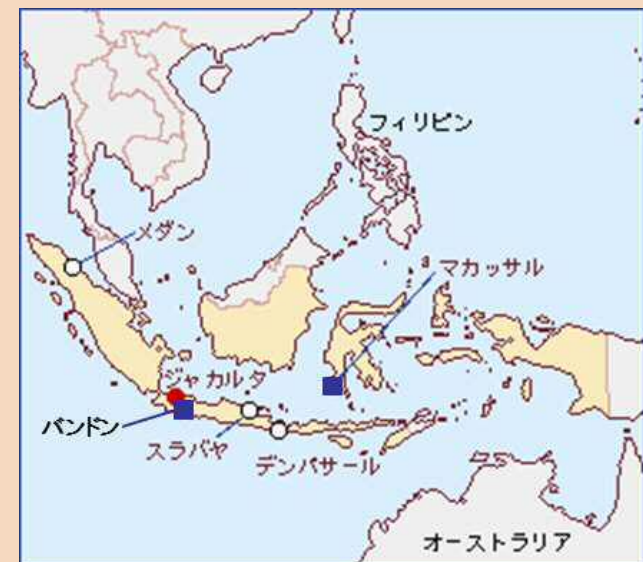 フィリピン
メダン
マカッサル
ジャカルタ
バンドン
スラバヤ
デンパサール
オーストラリア